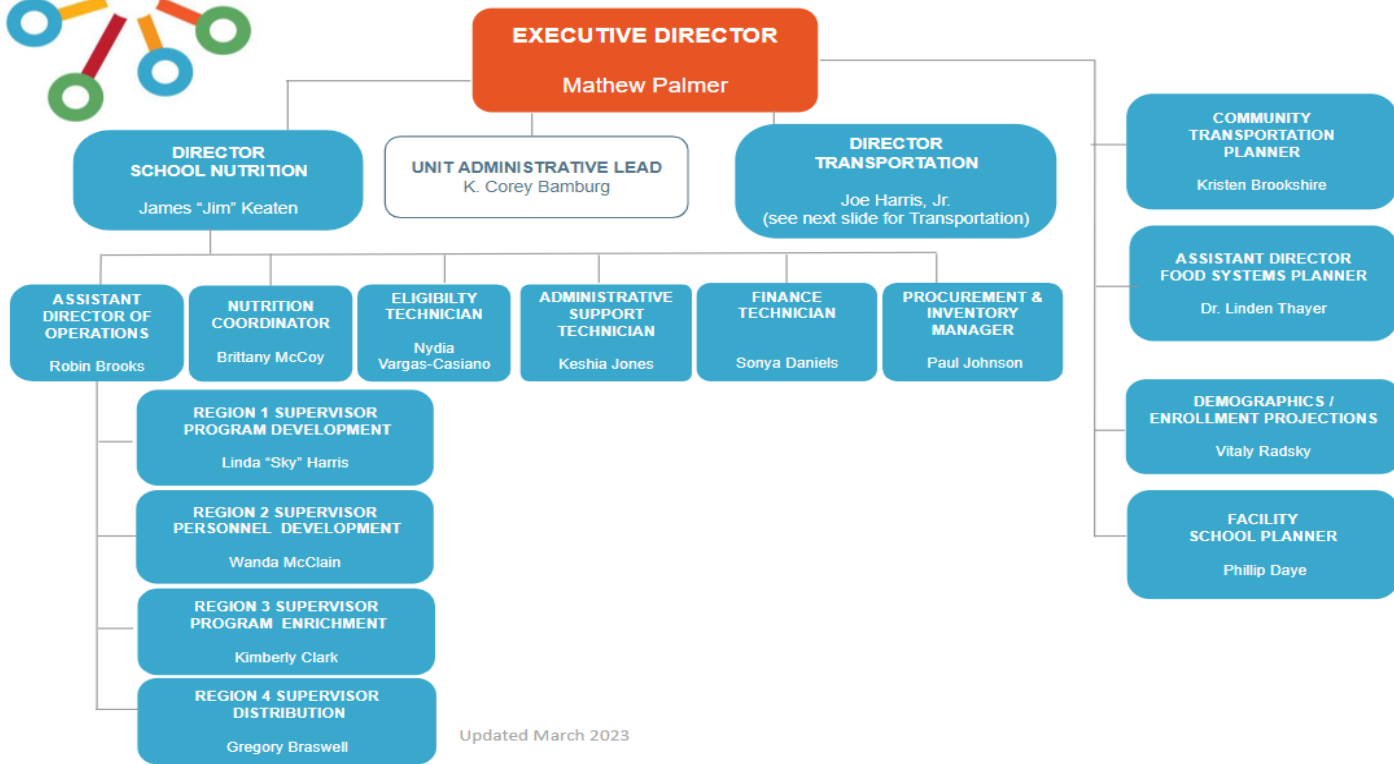 EXECUTIVE DIRECTOR
Mathew Palmer
DIRECTOR
SCHOOL NUTRITION
James “Jim” Keaten
UNIT ADMINISTRATIVE LEAD
K. Corey Bamburg
DIRECTOR
TRANSPORTATION
Joe Harris, Jr.
(see next slide for Transportation)
COMMUNITY
TRANSPORTATION
PLANNER
Kristen Brookshire
ASSISTANT DIRECTOR
FOOD SYSTEMS PLANNER
Dr. Linden Thayer
DEMOGRAPHICS /
ENROLLMENT PROJECTIONS
Vitaly Radsky
FACILITY
SCHOOL PLANNER
Phillip Daye
ASSISTANT
DIRECTOR OF
OPERATIONS
Robin Brooks
NUTRITION
COORDINATOR
Brittany McCoy
ELIGIBILTY
TECHNICIAN
Nydia
Vargas-Casiano
ADMINISTRATIVE
SUPPORT
TECHNICIAN
Keshia Jones
FINANCE
TECHNICIAN
Sonya Daniels
PROCUREMENT &
INVENTORY
MANAGER
Paul Johnson
REGION 1 SUPERVISOR
PROGRAM DEVELOPMENT
Linda “Sky” Harris
REGION 2 SUPERVISOR
PERSONNEL DEVELOPMENT
Wanda McClain
REGION 3 SUPERVISOR
PROGRAM ENRICHMENT
Kimberly Clark
REGION 4 SUPERVISOR
DISTRIBUTION
Gregory Braswell
Updated March 2023